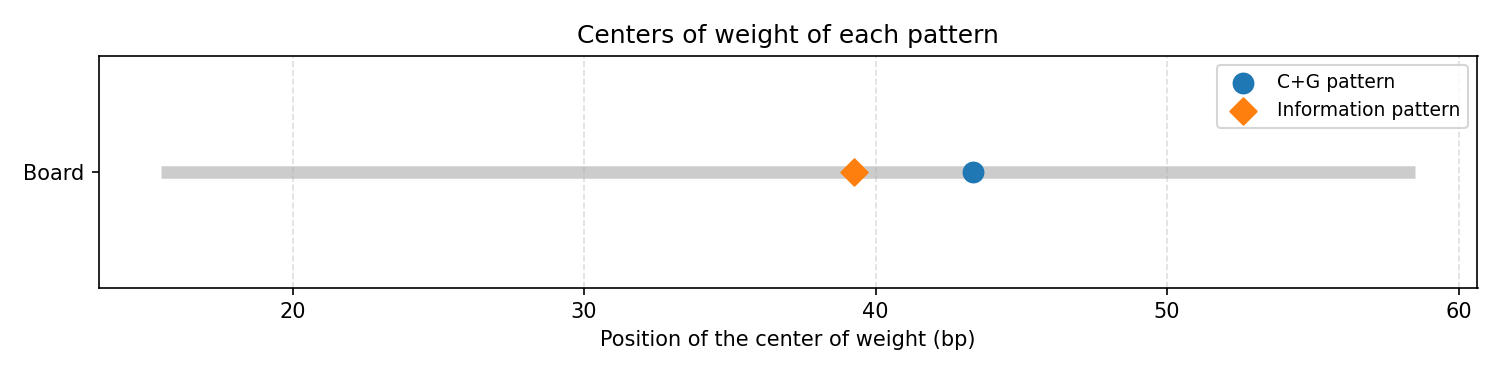 Centers of weight of each pattern
C+G pattern
Information pattern
Board
20 30 40 50 60
Position of the center of weight (bp)